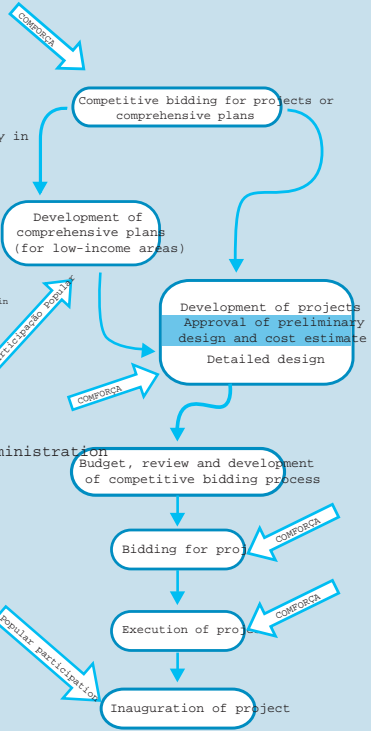 COMFORÇA
Competitive bidding for projects or
comprehensive plans
y in
Development of
comprehensive plans
(for low-income areas)
in
Participação Popular
Development of projects
Approval of preliminary
design and cost estimate
Detailed design
COMFORÇA
ministration
Budget, review and development
of competitive bidding process
COMFORÇA
Bidding for proj
COMFORÇA
Execution of proje
Popular participation
Inauguration of project